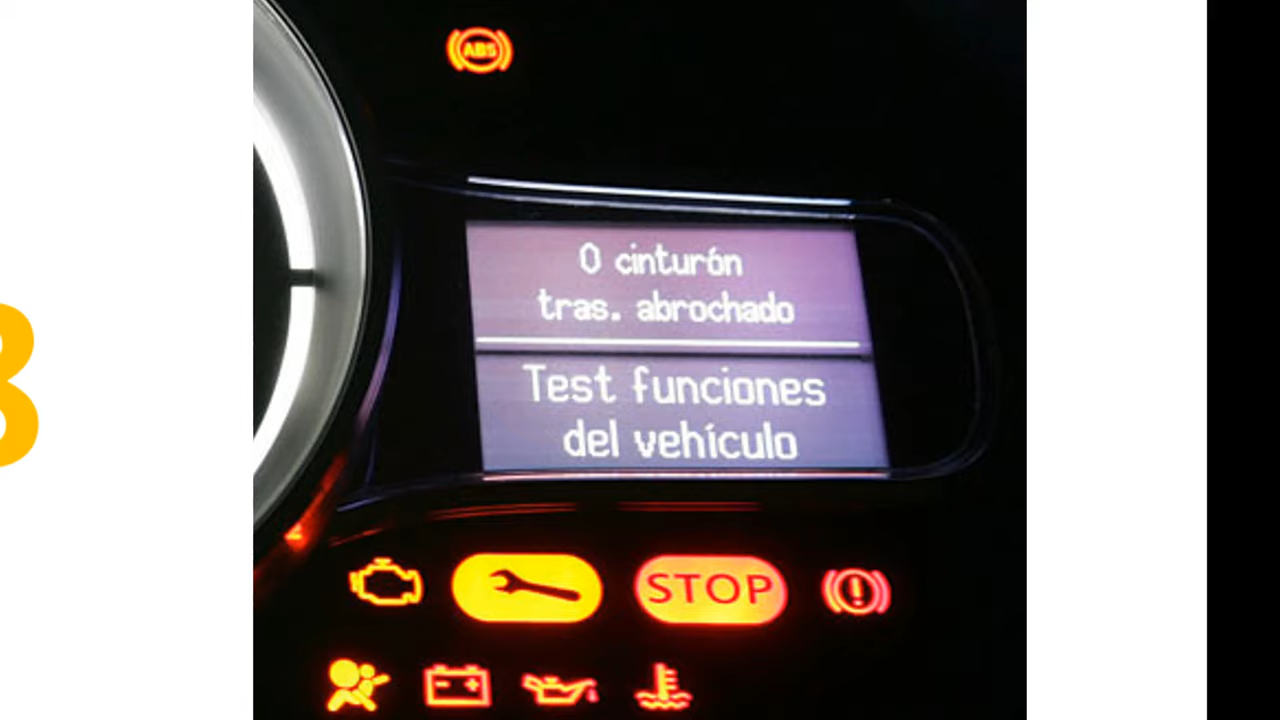 ABS
0 cinturón
tras. abrochado
Test funciones
del vehículo
STOP